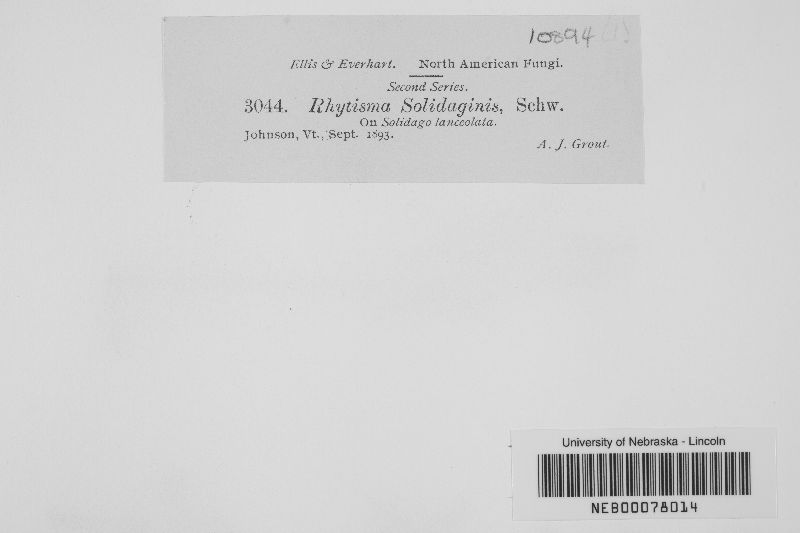 10894 (1)
Ellis & Everhart. North American Fungi.
Second Series.
3044. Rhytisma Solidaginis, Schw.
On Solidago lanceolata.
Johnson, Vt., Sept. 1893.
A. J. Grout.
University of Nebraska - Lincoln
NEB00078014